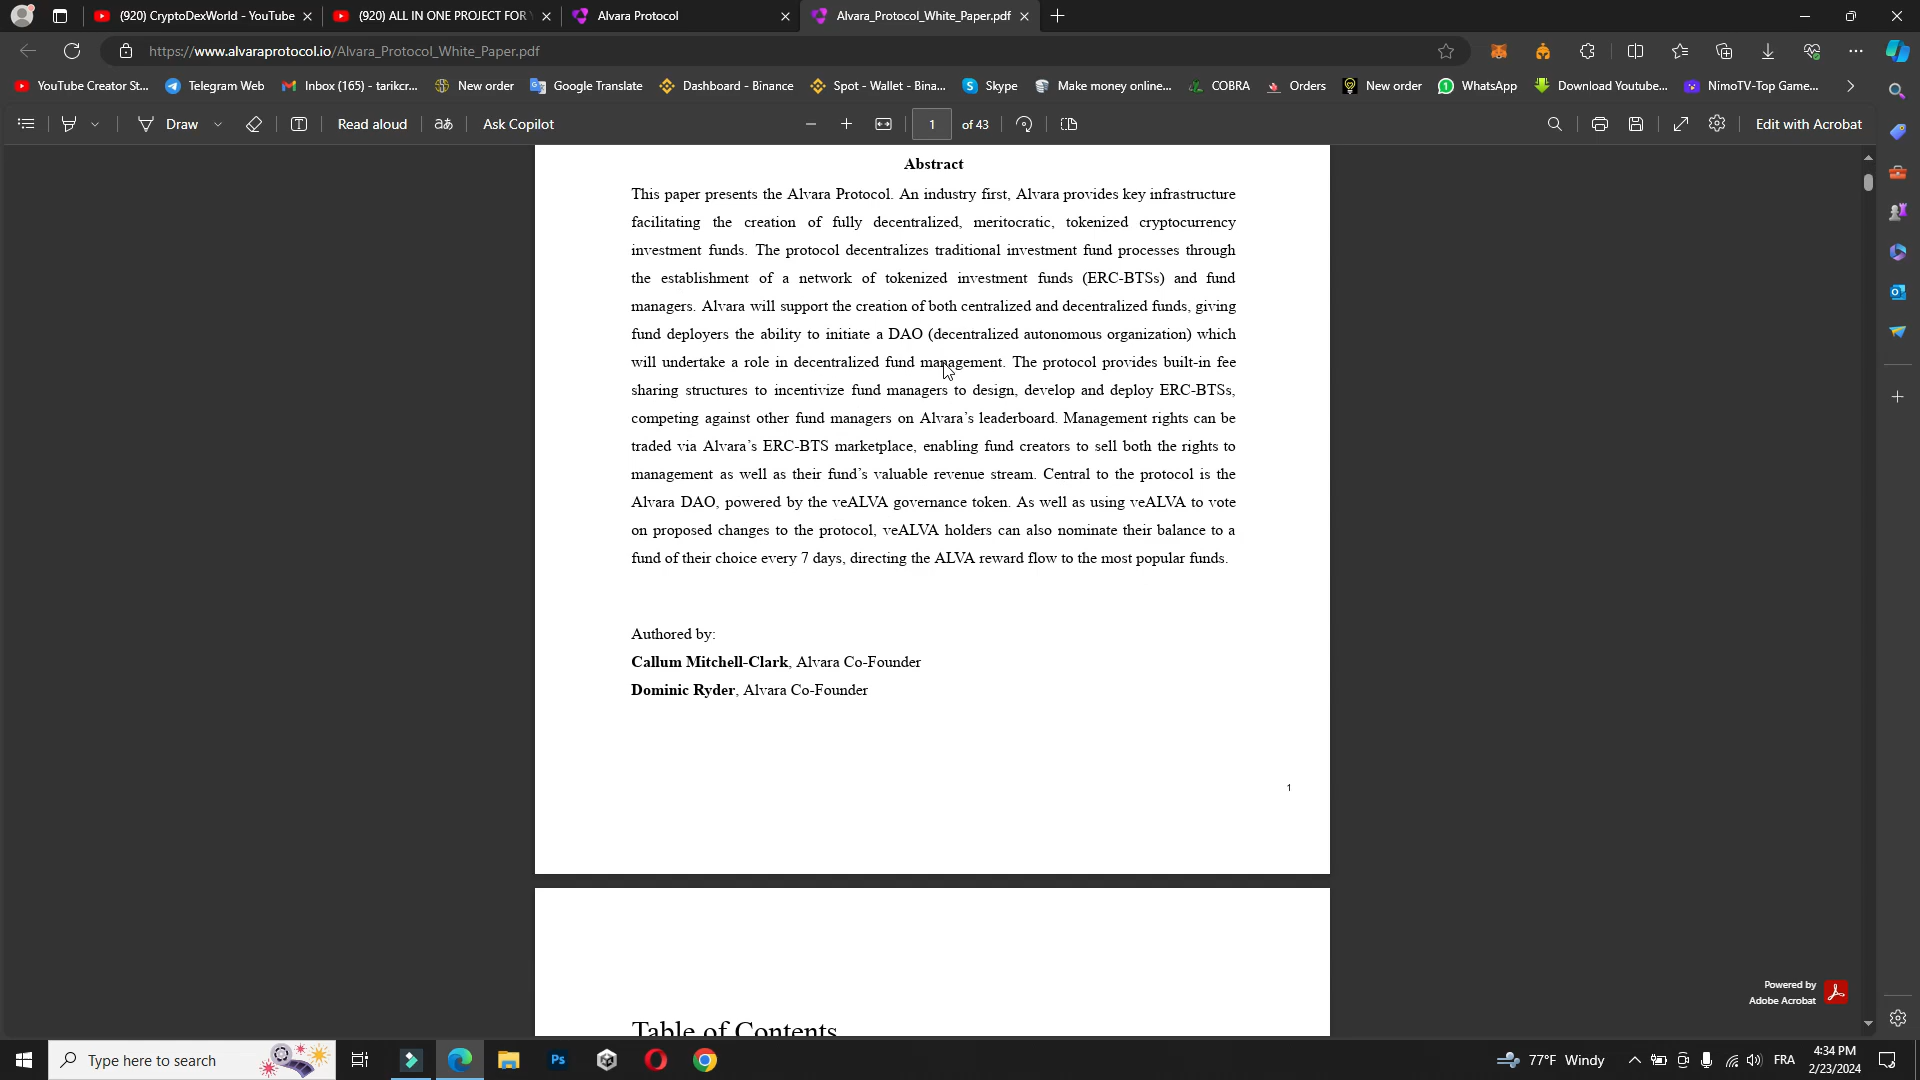 (920) CryptoDexWorld - YouTube
(920) ALL IN ONE PROJECT FOR
Alvara Protocol
Alvara_Protocol_White_Paper.pdf
https://www.alvaraprotocol.io/Alvara_Protocol_White_Paper.pdf
YouTube Creator St...
Telegram Web
Inbox (165) - tarikcr...
New order
Google Translate
Dashboard - Binance
Spot - Wallet - Bina...
Skype
Make money online...
COBRA
Orders
New order
WhatsApp
Download Youtube...
NimoTV-Top Game...
Draw
Read aloud
Ask Copilot
1
of 43
Edit with Acrobat
Abstract
This paper presents the Alvara Protocol. An industry first, Alvara provides key infrastructure
facilitating the creation of fully decentralized, meritocratic, tokenized cryptocurrency
investment funds. The protocol decentralizes traditional investment fund processes through
the establishment of a network of tokenized investment funds (ERC-BTSs) and fund
managers. Alvara will support the creation of both centralized and decentralized funds, giving
fund deployers the ability to initiate a DAO (decentralized autonomous organization) which
will undertake a role in decentralized fund management. The protocol provides built-in fee
sharing structures to incentivize fund managers to design, develop and deploy ERC-BTSs,
competing against other fund managers on Alvara's leaderboard. Management rights can be
traded via Alvara's ERC-BTS marketplace, enabling fund creators to sell both the rights to
management as well as their fund's valuable revenue stream. Central to the protocol is the
Alvara DAO, powered by the veALVA governance token. As well as using veALVA to vote
on proposed changes to the protocol, veALVA holders can also nominate their balance to a
fund of their choice every 7 days, directing the ALVA reward flow to the most popular funds.
Authored by:
Callum Mitchell-Clark, Alvara Co-Founder
Dominic Ryder, Alvara Co-Founder
1
Table of Contents
Powered by
Adobe Acrobat
Type here to search
Ps
77°F Windy
FRA
4:34 PM
2/23/2024